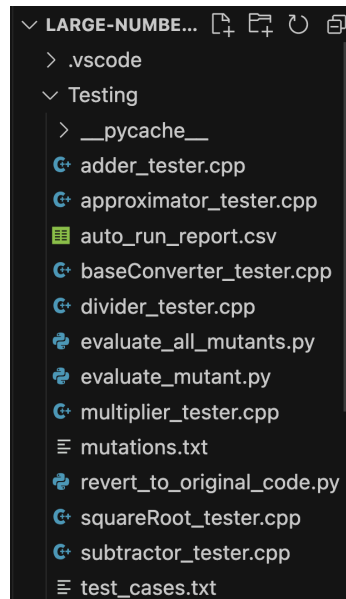 LARGE-NUMBE...
.vscode
Testing
__pycache__
adder_tester.cpp
approximator_tester.cpp
auto_run_report.csv
baseConverter_tester.cpp
divider_tester.cpp
evaluate_all_mutants.py
evaluate_mutant.py
multiplier_tester.cpp
mutations.txt
revert_to_original_code.py
squareRoot_tester.cpp
subtractor_tester.cpp
test_cases.txt